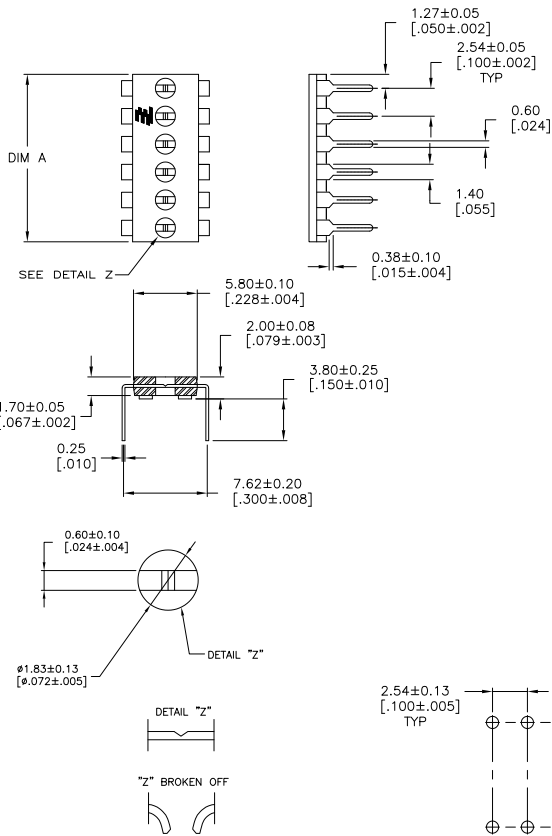 1.27±0.05
[.050±.002]
2.54±0.05
[.100±.002]
TYP
0.60
[.024]
DIM A
1.40
[.055]
0.38±0.10
[.015±.004]
SEE DETAIL Z
5.80±0.10
[.228±.004]
2.00±0.08
[.079±.003]
3.80±0.25
[.150±.010]
1.70±0.05
[.067±.002]
0.25
[.010]
7.62±0.20
[.300±.008]
0.60±0.10
[.024±.004]
DETAIL "Z"
ø1.83±0.13
[ø.072±.005]
DETAIL "Z"
2.54±0.13
[.100±.005]
TYP
"Z" BROKEN OFF